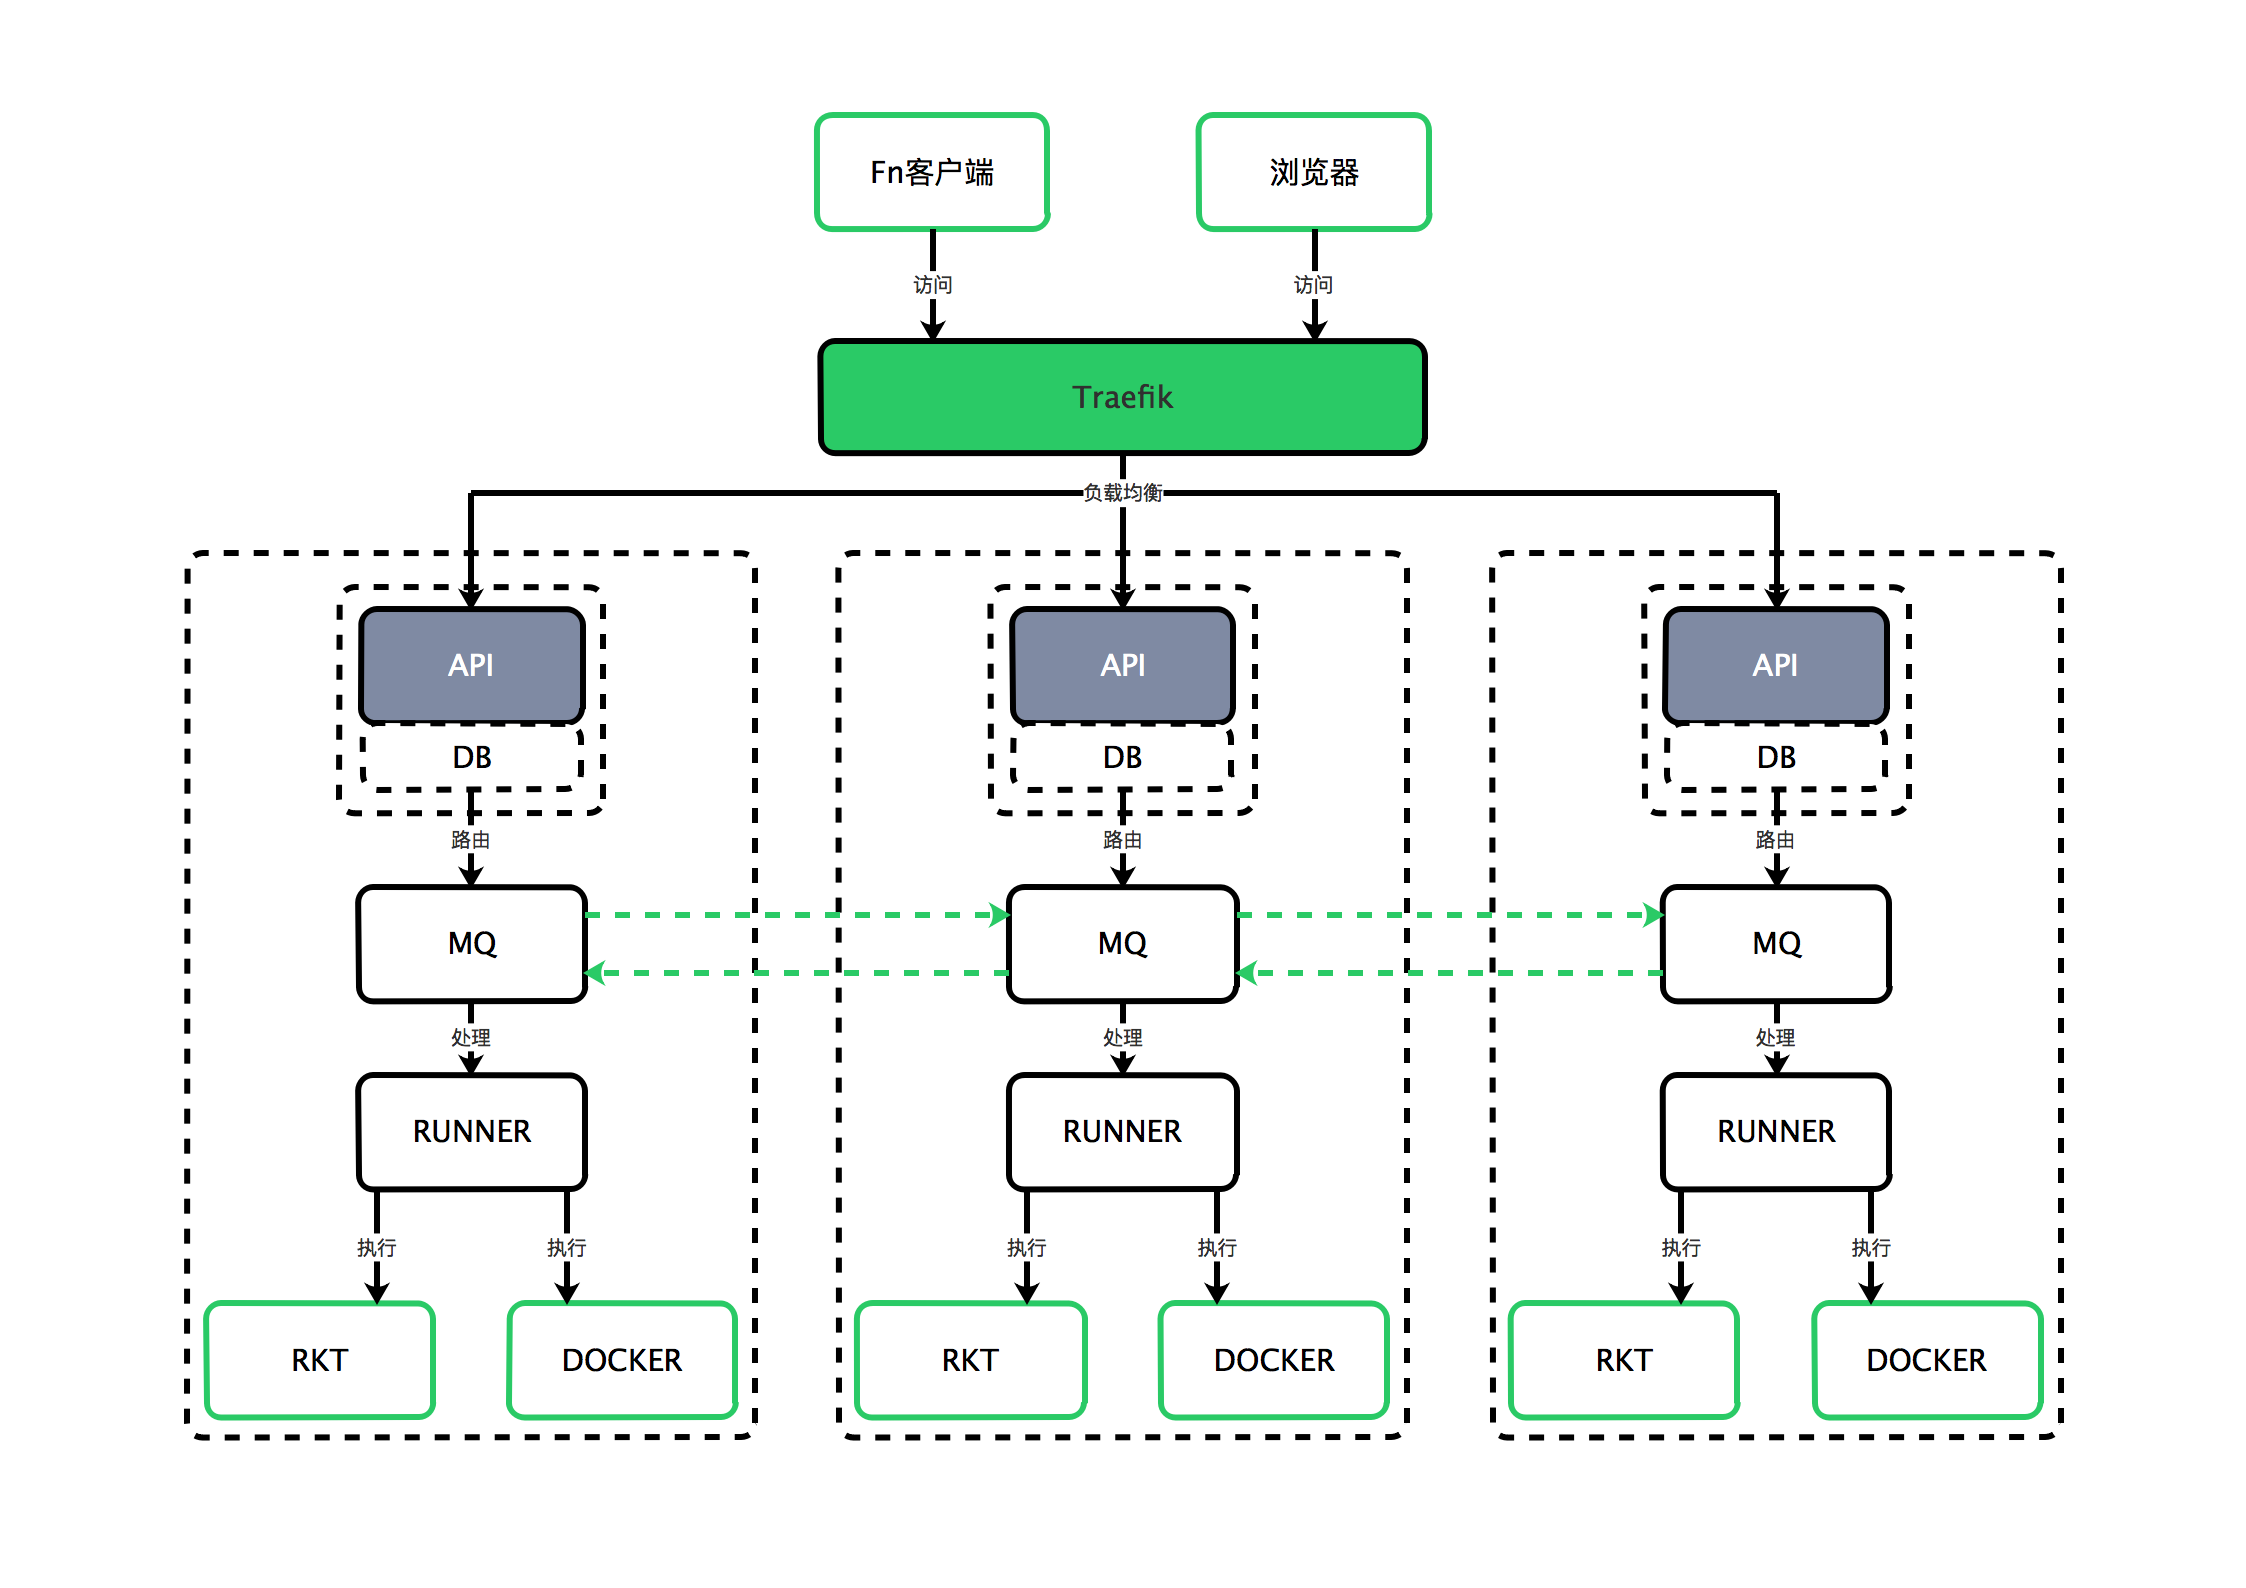 Fn客户端
浏览器
访问
访问
Traefik
负载均衡
API
API
API
DB
DB
DB
路由
路由
路由
MQ
MQ
MQ
处理
处理
处理
RUNNER
RUNNER
RUNNER
执行
执行
执行
执行
执行
执行
RKT
DOCKER
RKT
DOCKER
RKT
DOCKER